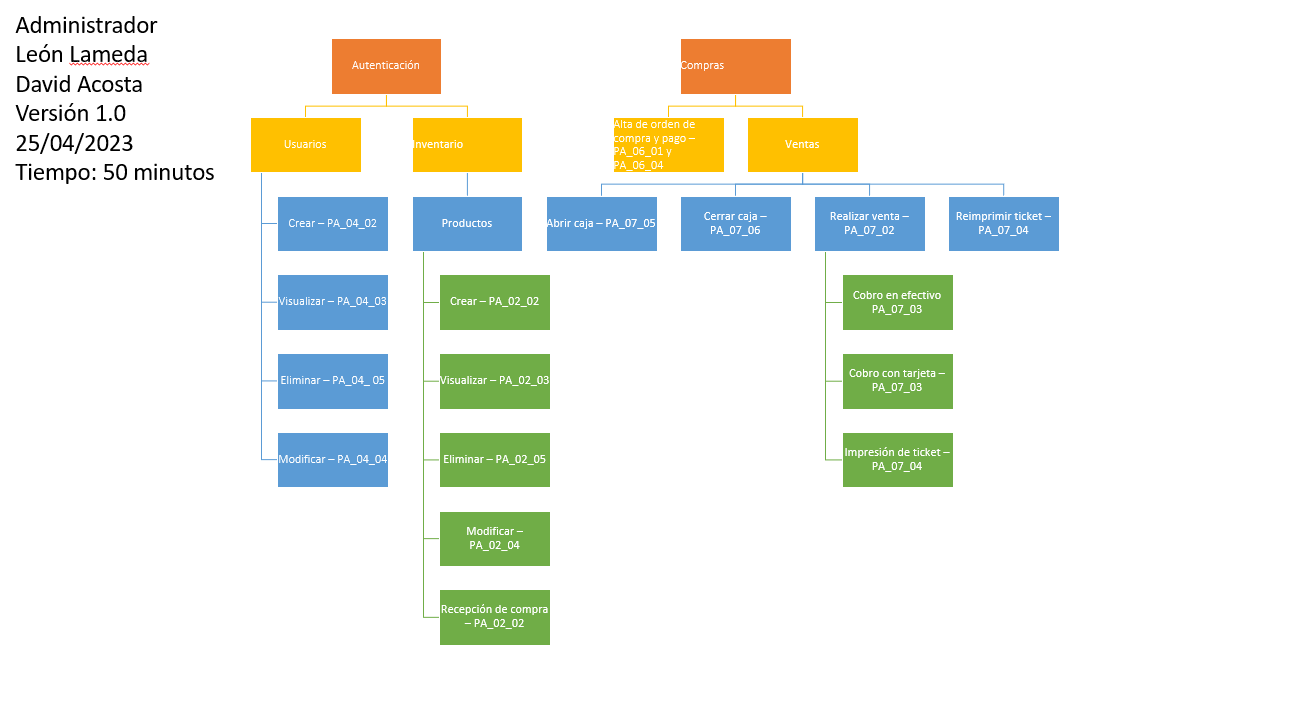 Administrador
León Lameda
David Acosta
Versión 1.0
25/04/2023
Tiempo: 50 minutos
Autenticación
Compras
Usuarios
Inventario
Alta de orden de
compra y pago –
PA_06_01 y
PA_06_04
Ventas
Crear – PA_04_02
Productos
Abrir caja – PA_07_05
Cerrar caja –
PA_07_06
Realizar venta –
PA_07_02
Reimprimir ticket –
PA_07_04
Visualizar – PA_04_03
Crear – PA_02_02
Cobro en efectivo
PA_07_03
Eliminar – PA_04_ 05
Visualizar – PA_02_03
Cobro con tarjeta –
PA_07_03
Modificar – PA_04_04
Eliminar – PA_02_05
Impresión de ticket –
PA_07_04
Modificar –
PA_02_04
Recepción de compra
– PA_02_02